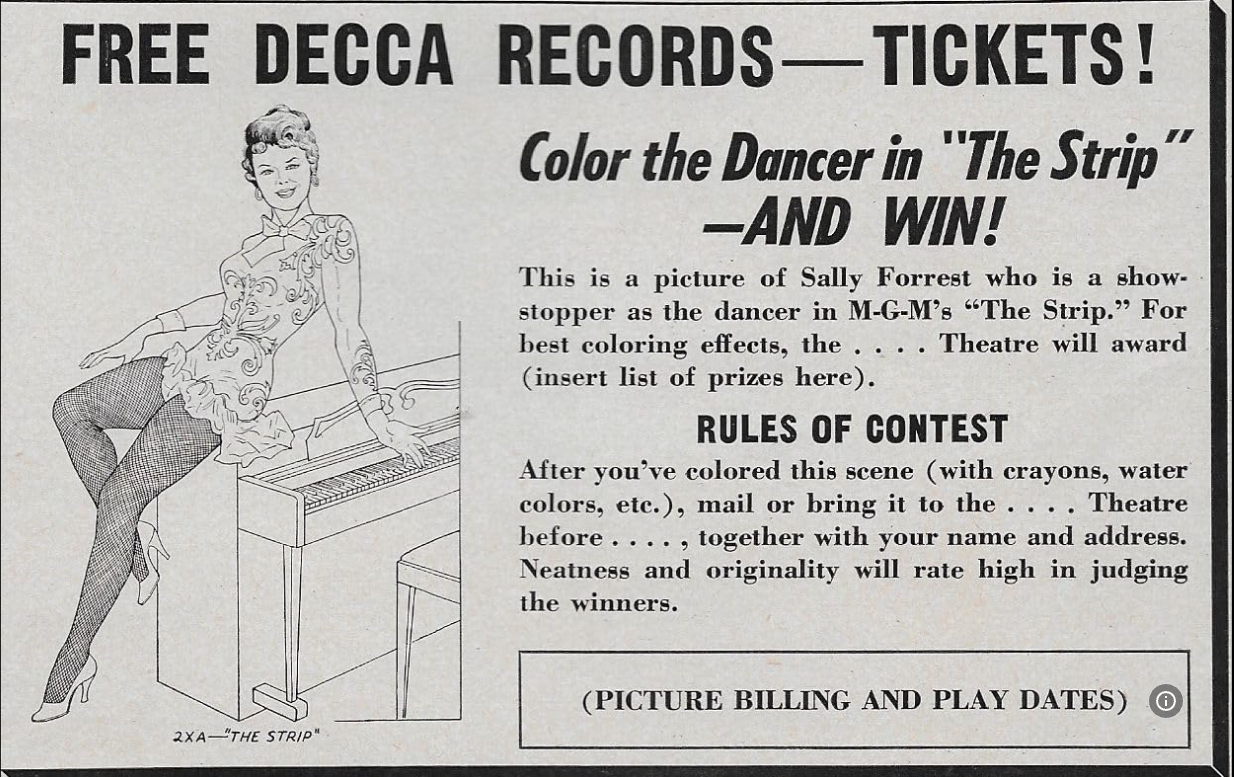 FREE DECCA RECORDS—TICKETS!
Color the Dancer in "The Strip"
—AND WIN!
This is a picture of Sally Forrest who is a show-
stopper as the dancer in M-G-M's “The Strip.” For
best coloring effects, the . . . . Theatre will award
(insert list of prizes here).
RULES OF CONTEST
After you've colored this scene (with crayons, water
colors, etc.), mail or bring it to the . . . . Theatre
before . . . . , together with your name and address.
Neatness and originality will rate high in judging
the winners.
(PICTURE BILLING AND PLAY DATES)
2XA—"THE STRIP"